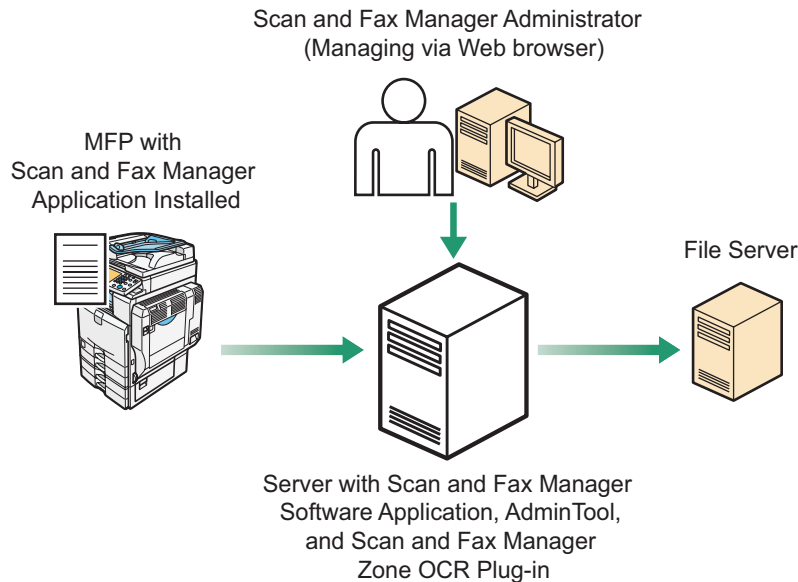 Scan and Fax Manager Administrator
(Managing via Web browser)
MFP with
Scan and Fax Manager
Application Installed
File Server
Server with Scan and Fax Manager
Software Application, AdminTool,
and Scan and Fax Manager
Zone OCR Plug-in